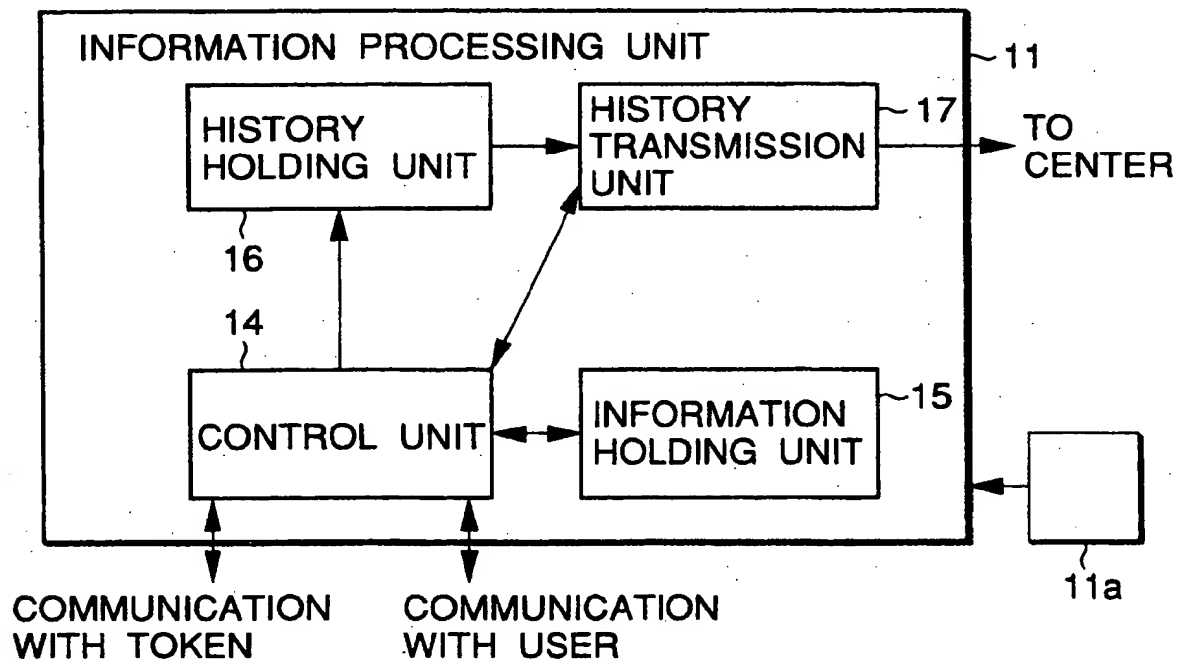 INFORMATION PROCESSING UNIT
11
HISTORY
HOLDING UNIT
16
HISTORY
TRANSMISSION
UNIT
17
TO
CENTER
14
CONTROL UNIT
INFORMATION
HOLDING UNIT
15
11a
COMMUNICATION
WITH TOKEN
COMMUNICATION
WITH USER